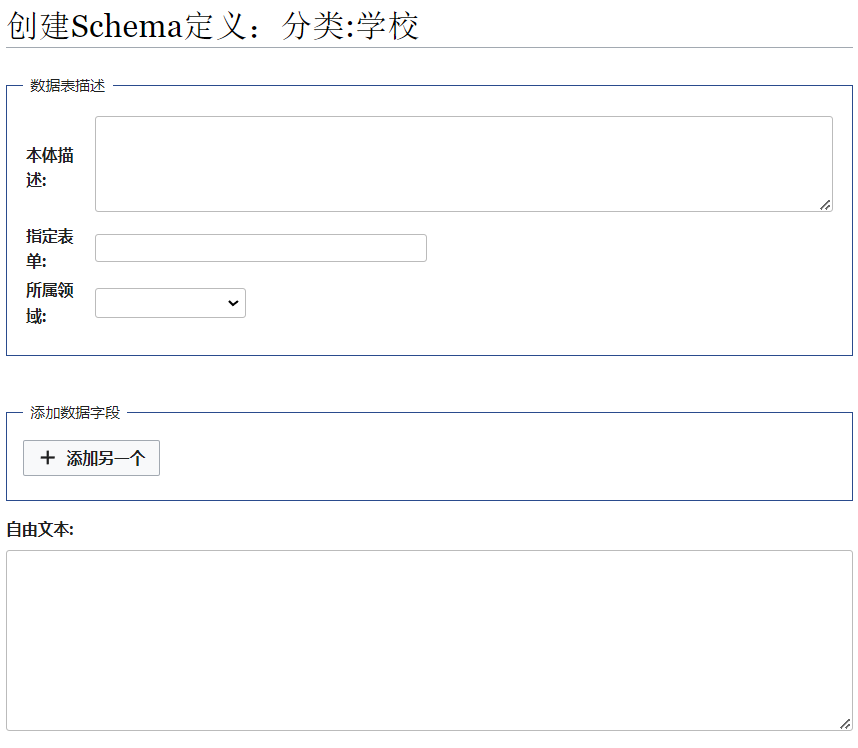 创建Schema定义：分类:学校
数据表描述
本体描
述:
指定表
单:
所属领
域:
添加数据字段
+ 添加另一个
自由文本: